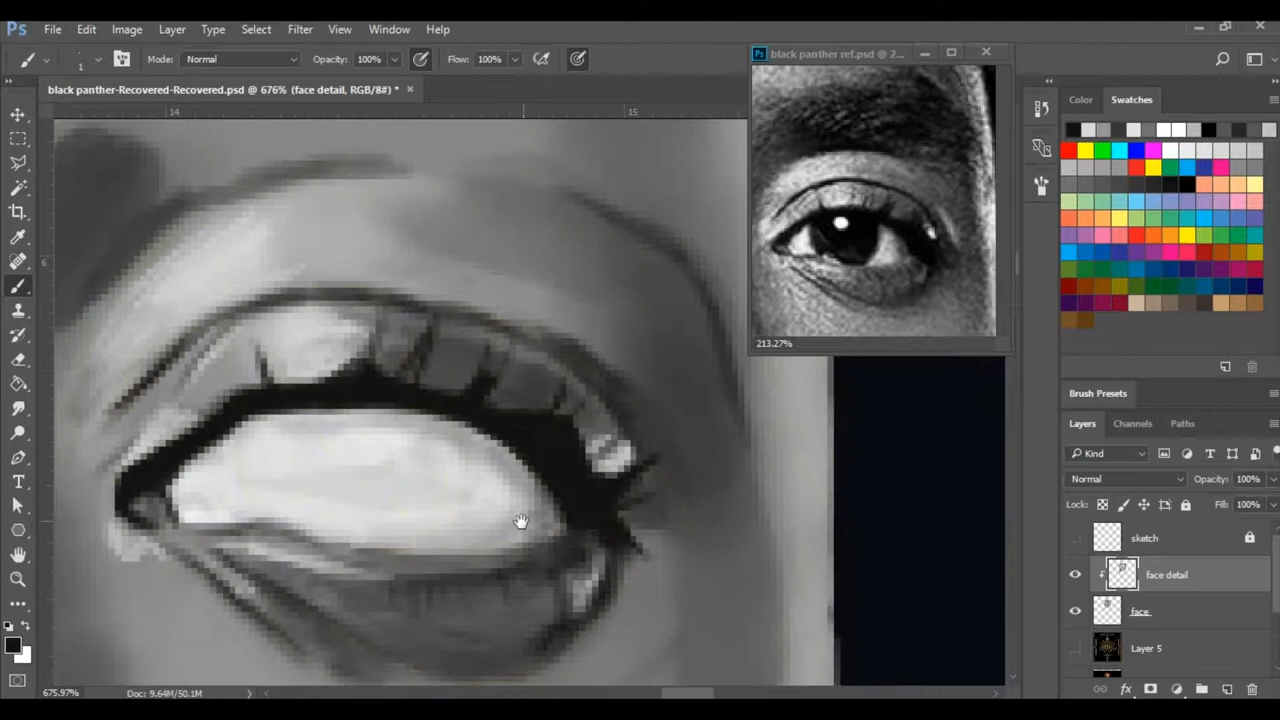 Ps File Edit Image Layer Type Select Filter View Window Help
1 Mode: Normal Opacity: 100% Flow: 100%
black panther-Recovered-Recovered.psd @ 676% (face detail, RGB/8#) *
black panther ref.psd @ 2...
14 15
6
213.27%
Color Swatches
Brush Presets
Layers Channels Paths
Kind
Normal Opacity: 100%
Lock: Fill: 100%
sketch
face detail
face
Layer 5
675.97% Doc: 9.64M/50.1M